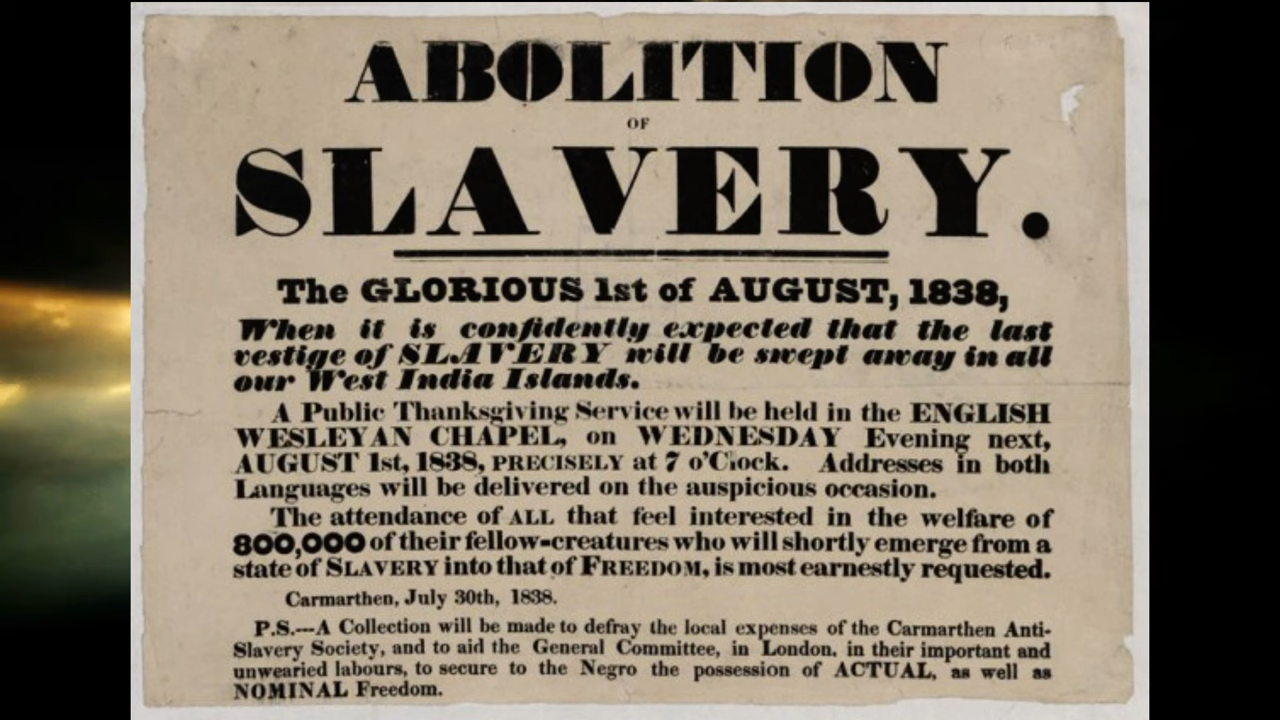 ABOLITION
OF
SLAVERY.
The GLORIOUS 1st of AUGUST, 1838,
When it is confidently expected that the last
vestige of SLAVERY will be swept away in all
our West India Islands.
A Public Thanksgiving Service will be held in the ENGLISH
WESLEYAN CHAPEL, on WEDNESDAY Evening next,
AUGUST 1st, 1838, PRECISELY at 7 o'Clock. Addresses in both
Languages will be delivered on the auspicious occasion.
The attendance of ALL that feel interested in the welfare of
800,000 of their fellow-creatures who will shortly emerge from a
state of SLAVERY into that of FREEDOM, is most earnestly requested.
Carmarthen, July 30th, 1838.
P.S.---A Collection will be made to defray the local expenses of the Carmarthen Anti-
Slavery Society, and to aid the General Committee, in London, in their important and
unwearied labours, to secure to the Negro the possession of ACTUAL, as well as
NOMINAL Freedom.